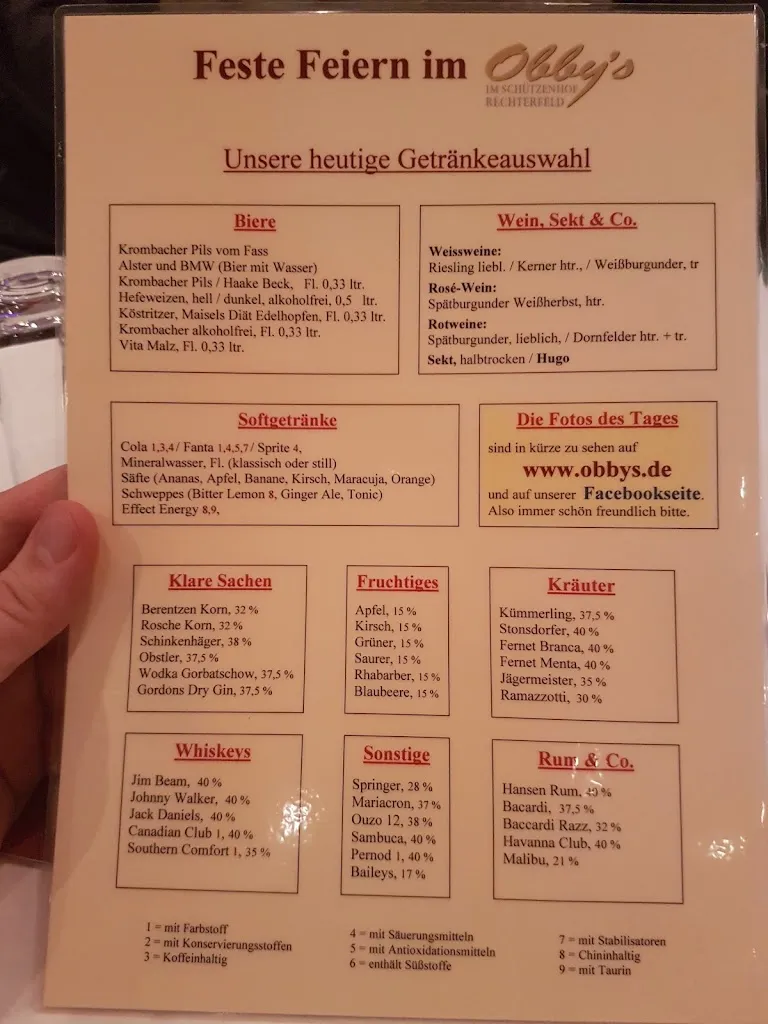 Feste Feiern im Obby's
IM SCHÜTZENHOF
RECHTERFELD
Unsere heutige Getränkeauswahl
Biere
Krombacher Pils vom Fass
Alster und BMW (Bier mit Wasser)
Krombacher Pils / Haake Beck, Fl. 0,33 ltr.
Hefeweizen, hell / dunkel, alkoholfrei, 0,5 ltr.
Köstritzer, Maisels Diät Edelhopfen, Fl. 0,33 ltr.
Krombacher alkoholfrei, Fl. 0,33 ltr.
Vita Malz, Fl. 0,33 ltr.
Wein, Sekt & Co.
Weissweine:
Riesling liebl. / Kerner htr., / Weißburgunder, tr
Rosé-Wein:
Spätburgunder Weißherbst, htr.
Rotweine:
Spätburgunder, lieblich, / Dornfelder htr. + tr.
Sekt, halbtrocken / Hugo
Softgetränke
Cola 1,3,4 / Fanta 1,4,5,7 / Sprite 4,
Mineralwasser, Fl. (klassisch oder still)
Säfte (Ananas, Apfel, Banane, Kirsch, Maracuja, Orange)
Schweppes (Bitter Lemon 8, Ginger Ale, Tonic)
Effect Energy 8,9,
Die Fotos des Tages
sind in kürze zu sehen auf
www.obbys.de
und auf unserer Facebookseite.
Also immer schön freundlich bitte.
Klare Sachen
Berentzen Korn, 32 %
Rosche Korn, 32 %
Schinkenhäger, 38 %
Obstler, 37,5 %
Wodka Gorbatschow, 37,5 %
Gordons Dry Gin, 37,5 %
Fruchtiges
Apfel, 15 %
Kirsch, 15 %
Grüner, 15 %
Saurer, 15 %
Rhabarber, 15 %
Blaubeere, 15 %
Kräuter
Kümmerling, 37,5 %
Stonsdorfer, 40 %
Fernet Branca, 40 %
Fernet Menta, 40 %
Jägermeister, 35 %
Ramazzotti, 30 %
Whiskeys
Jim Beam, 40 %
Johnny Walker, 40 %
Jack Daniels, 40 %
Canadian Club 1, 40 %
Southern Comfort 1, 35 %
Sonstige
Springer, 28 %
Mariacron, 37 %
Ouzo 12, 38 %
Sambuca, 40 %
Pernod 1, 40 %
Baileys, 17 %
Rum & Co.
Hansen Rum, 40 %
Bacardi, 37,5 %
Baccardi Razz, 32 %
Havanna Club, 40 %
Malibu, 21 %
1 = mit Farbstoff
2 = mit Konservierungsstoffen
3 = Koffeinhaltig
4 = mit Säuerungsmitteln
5 = mit Antioxidationsmitteln
6 = enthält Süßstoffe
7 = mit Stabilisatoren
8 = Chininhaltig
9 = mit Taurin